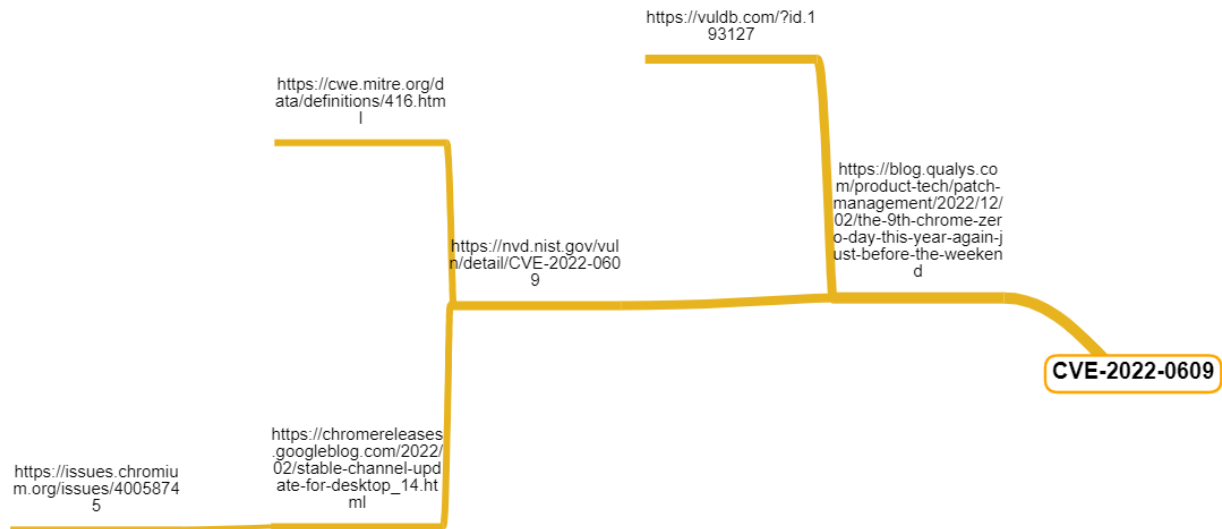 https://vuldb.com/?id.1
93127
https://cwe.mitre.org/d
ata/definitions/416.htm
l
https://blog.qualys.co
m/product-tech/patch-
management/2022/12/
02/the-9th-chrome-zer
o-day-this-year-again-j
ust-before-the-weeken
d
https://nvd.nist.gov/vul
n/detail/CVE-2022-060
9
CVE-2022-0609
https://chromereleases
.googleblog.com/2022/
02/stable-channel-upd
ate-for-desktop_14.ht
ml
https://issues.chromiu
m.org/issues/4005874
5